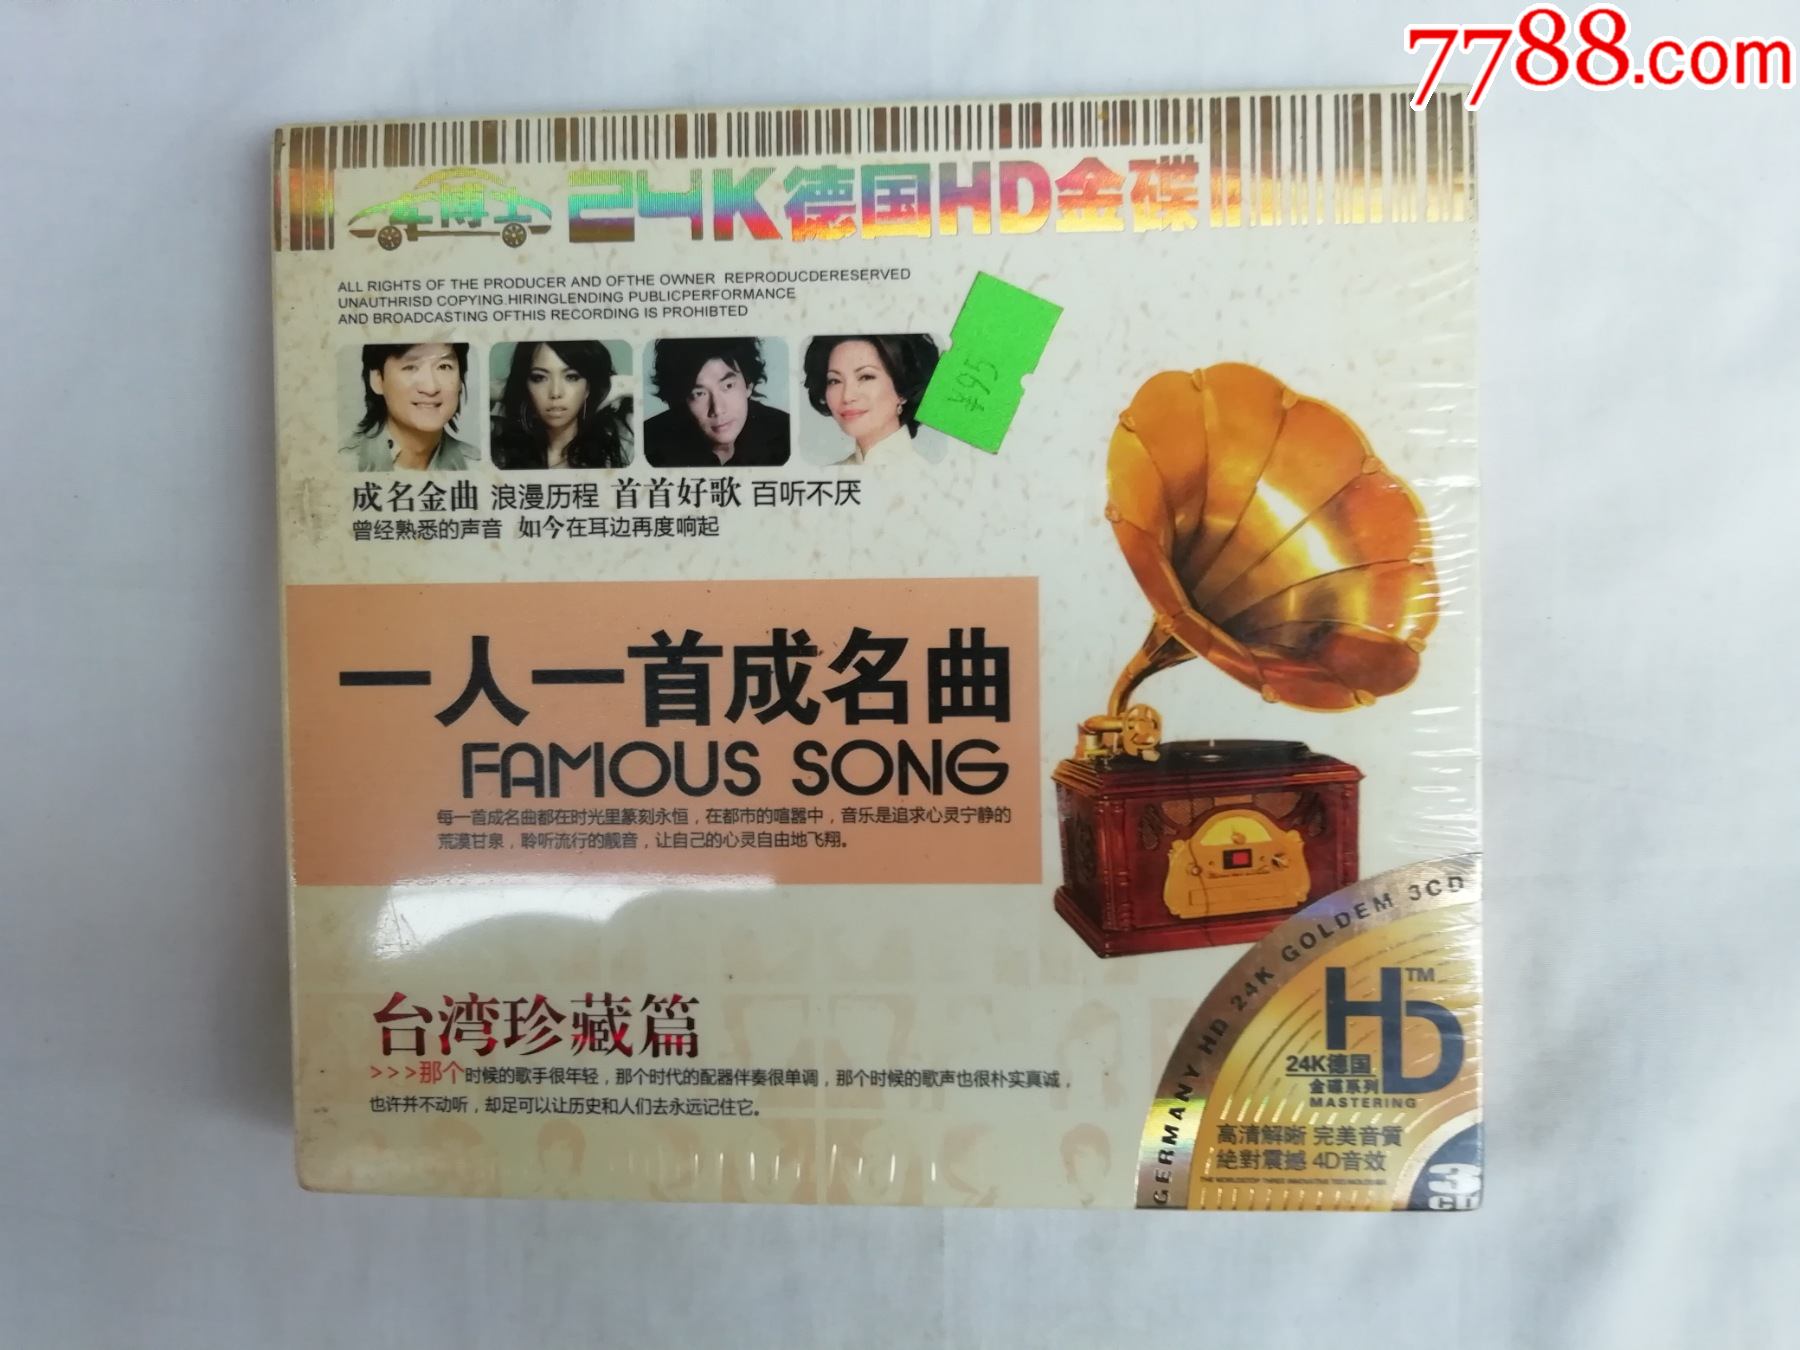 7788.com
车博士 24K德国HD金碟
ALL RIGHTS OF THE PRODUCER AND OFTHE OWNER REPRODUCDERESERVED
UNAUTHRISD COPYING.HIRINGLENDING PUBLICPERFORMANCE
AND BROADCASTING OFTHIS RECORDING IS PROHIBTED
¥95
成名金曲 浪漫历程 首首好歌 百听不厌
曾经熟悉的声音 如今在耳边再度响起
一人一首成名曲
FAMOUS SONG
每一首成名曲都在时光里篆刻永恒，在都市的喧嚣中，音乐是追求心灵宁静的
荒漠甘泉，聆听流行的靓音，让自己的心灵自由地飞翔。
台湾珍藏篇
>>>那个时候的歌手很年轻，那个时代的配器伴奏很单调，那个时候的歌声也很朴实真诚，
也许并不动听，却足可以让历史和人们去永远记住它。
GERMANY HD 24K GOLDEM 3CD
HD™
24K德国
金碟系列
MASTERING
高清解晰 完美音質
絶對震撼 4D音效
3
CD